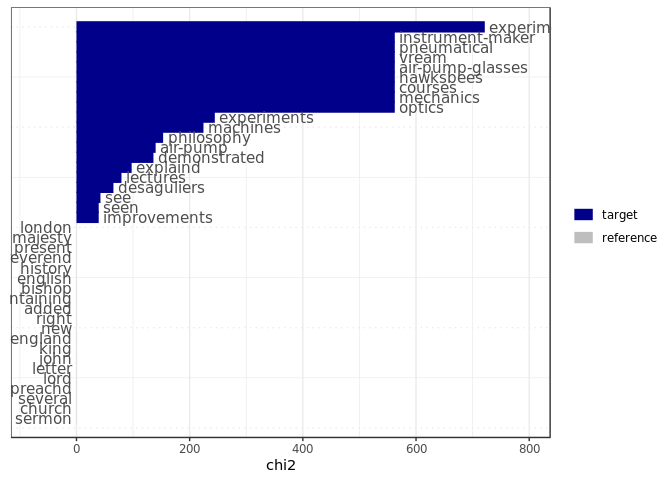 experim
instrument-maker
pneumatical
vream
air-pump-glasses
hawksbees
courses
mechanics
optics
experiments
machines
philosophy
air-pump
demonstrated
explaind
lectures
desaguliers
see
seen
improvements
london
majesty
present
everend
history
english
bishop
ntaining
added
right
new
england
king
john
letter
lord
preachd
several
church
sermon
0 200 400 600 800
chi2
target
reference